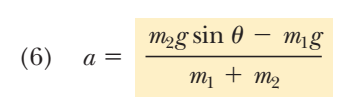 (6) a = m₂g sin θ − m₁g / m₁ + m₂